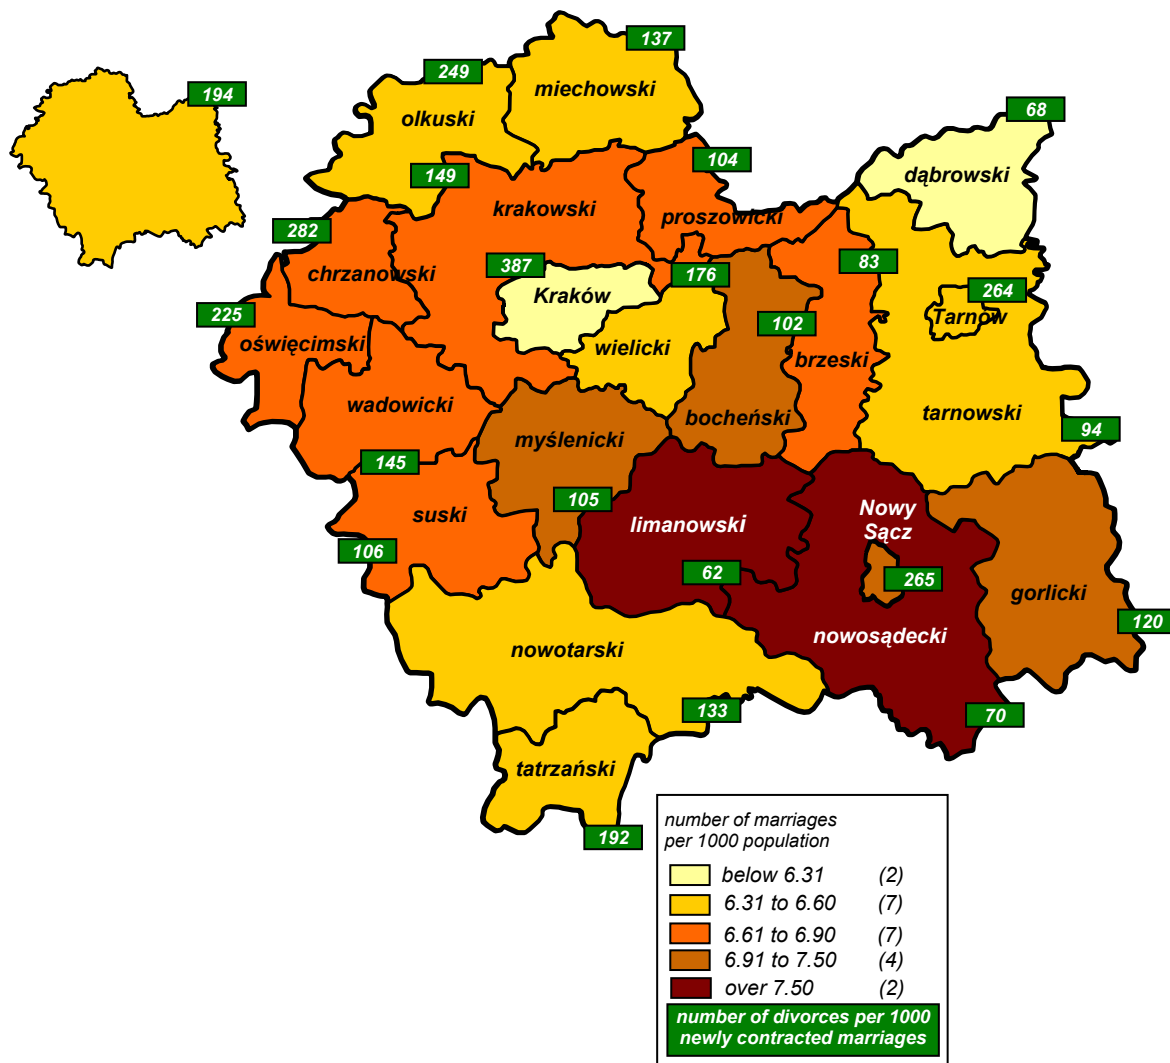 137
249
miechowski
194
olkuski
68
104
149
dąbrowski
krakowski
proszowicki
282
chrzanowski
387
176
83
264
Kraków
225
Tarnów
102
oświęcimski
wielicki
brzeski
wadowicki
bocheński
tarnowski
myślenicki
94
145
105
limanowski
Nowy
Sącz
suski
106
62
265
gorlicki
120
nowosądecki
nowotarski
133
70
tatrzański
192
number of marriages
per 1000 population
below 6.31 (2)
6.31 to 6.60 (7)
6.61 to 6.90 (7)
6.91 to 7.50 (4)
over 7.50 (2)
number of divorces per 1000
newly contracted marriages